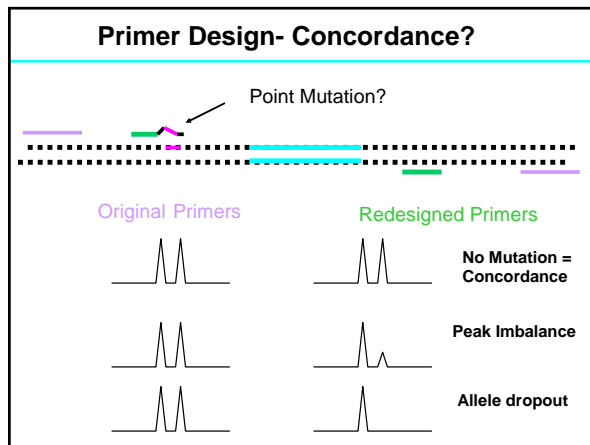 Primer Design- Concordance?
Point Mutation?
Original Primers
Redesigned Primers
No Mutation =
Concordance
Peak Imbalance
Allele dropout